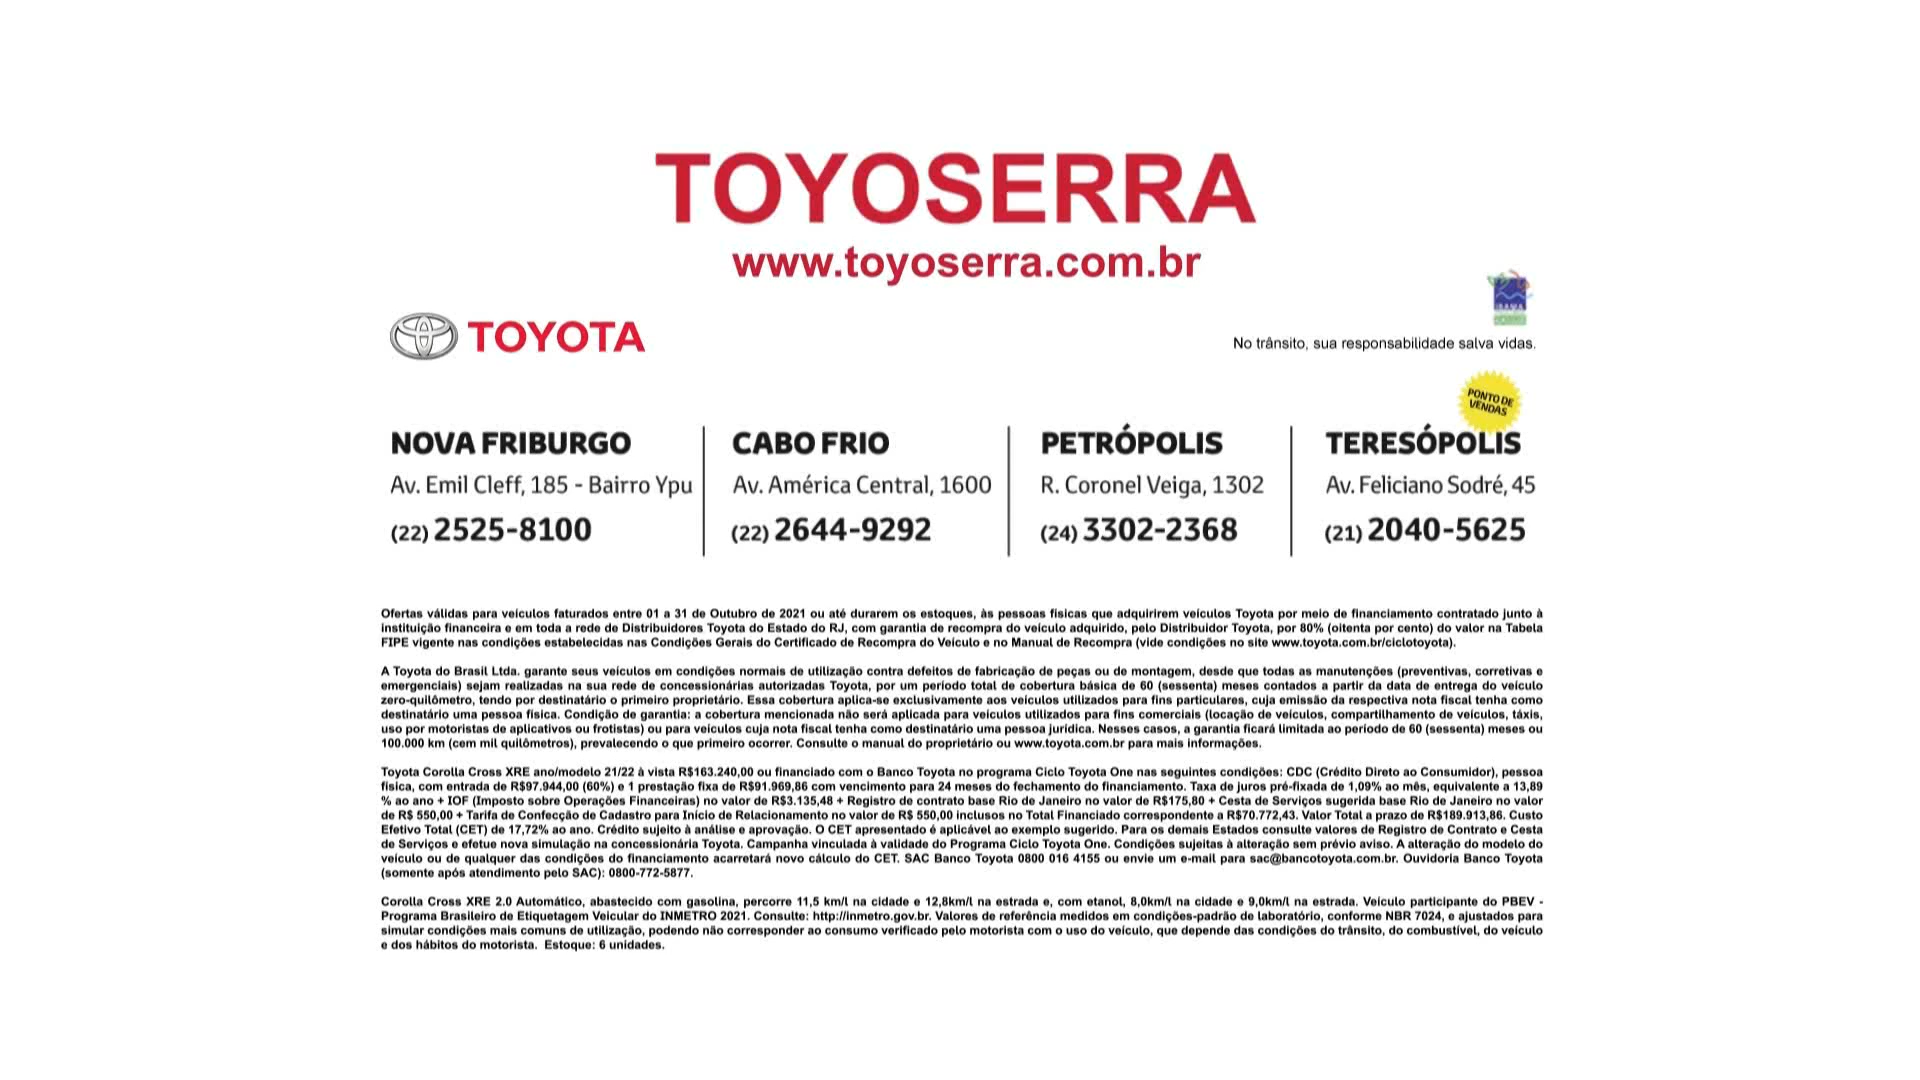 TOYOSERRA
www.toyoserra.com.br
TOYOTA
No trânsito, sua responsabilidade salva vidas.
PONTO DE
VENDAS
NOVA FRIBURGO
Av. Emil Cleff, 185 - Bairro Ypu
(22) 2525-8100
CABO FRIO
Av. América Central, 1600
(22) 2644-9292
PETRÓPOLIS
R. Coronel Veiga, 1302
(24) 3302-2368
TERESÓPOLIS
Av. Feliciano Sodré, 45
(21) 2040-5625
Ofertas válidas para veículos faturados entre 01 a 31 de Outubro de 2021 ou até durarem os estoques, às pessoas físicas que adquirirem veículos Toyota por meio de financiamento contratado junto à
instituição financeira e em toda a rede de Distribuidores Toyota do Estado do RJ, com garantia de recompra do veículo adquirido, pelo Distribuidor Toyota, por 80% (oitenta por cento) do valor na Tabela
FIPE vigente nas condições estabelecidas nas Condições Gerais do Certificado de Recompra do Veículo e no Manual de Recompra (vide condições no site www.toyota.com.br/ciclotoyota).
A Toyota do Brasil Ltda. garante seus veículos em condições normais de utilização contra defeitos de fabricação de peças ou de montagem, desde que todas as manutenções (preventivas, corretivas e
emergenciais) sejam realizadas na sua rede de concessionárias autorizadas Toyota, por um período total de cobertura básica de 60 (sessenta) meses contados a partir da data de entrega do veículo
zero-quilômetro, tendo por destinatário o primeiro proprietário. Essa cobertura aplica-se exclusivamente aos veículos utilizados para fins particulares, cuja emissão da respectiva nota fiscal tenha como
destinatário uma pessoa física. Condição de garantia: a cobertura mencionada não será aplicada para veículos utilizados para fins comerciais (locação de veículos, compartilhamento de veículos, táxis,
uso por motoristas de aplicativos ou frotistas) ou para veículos cuja nota fiscal tenha como destinatário uma pessoa jurídica. Nesses casos, a garantia ficará limitada ao período de 60 (sessenta) meses ou
100.000 km (cem mil quilômetros), prevalecendo o que primeiro ocorrer. Consulte o manual do proprietário ou www.toyota.com.br para mais informações.
Toyota Corolla Cross XRE ano/modelo 21/22 à vista R$163.240,00 ou financiado com o Banco Toyota no programa Ciclo Toyota One nas seguintes condições: CDC (Crédito Direto ao Consumidor), pessoa
física, com entrada de R$97.944,00 (60%) e 1 prestação fixa de R$91.969,86 com vencimento para 24 meses do fechamento do financiamento. Taxa de juros pré-fixada de 1,09% ao mês, equivalente a 13,89
% ao ano + IOF (Imposto sobre Operações Financeiras) no valor de R$3.135,48 + Registro de contrato base Rio de Janeiro no valor de R$175,80 + Cesta de Serviços sugerida base Rio de Janeiro no valor
de R$ 550,00 + Tarifa de Confecção de Cadastro para Início de Relacionamento no valor de R$ 550,00 inclusos no Total Financiado correspondente a R$70.772,43. Valor Total a prazo de R$189.913,86. Custo
Efetivo Total (CET) de 17,72% ao ano. Crédito sujeito à análise e aprovação. O CET apresentado é aplicável ao exemplo sugerido. Para os demais Estados consulte valores de Registro de Contrato e Cesta
de Serviços e efetue nova simulação na concessionária Toyota. Campanha vinculada à validade do Programa Ciclo Toyota One. Condições sujeitas à alteração sem prévio aviso. A alteração do modelo do
veículo ou de qualquer das condições do financiamento acarretará novo cálculo do CET. SAC Banco Toyota 0800 016 4155 ou envie um e-mail para sac@bancotoyota.com.br. Ouvidoria Banco Toyota
(somente após atendimento pelo SAC): 0800-772-5877.
Corolla Cross XRE 2.0 Automático, abastecido com gasolina, percorre 11,5 km/l na cidade e 12,8km/l na estrada e, com etanol, 8,0km/l na cidade e 9,0km/l na estrada. Veículo participante do PBEV -
Programa Brasileiro de Etiquetagem Veicular do INMETRO 2021. Consulte: http://inmetro.gov.br. Valores de referência medidos em condições-padrão de laboratório, conforme NBR 7024, e ajustados para
simular condições mais comuns de utilização, podendo não corresponder ao consumo verificado pelo motorista com o uso do veículo, que depende das condições do trânsito, do combustível, do veículo
e dos hábitos do motorista. Estoque: 6 unidades.